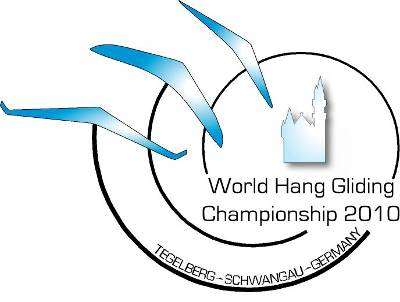 World Hang Gliding
Championship 2010
TEGELBERG - SCHWANGAU - GERMANY